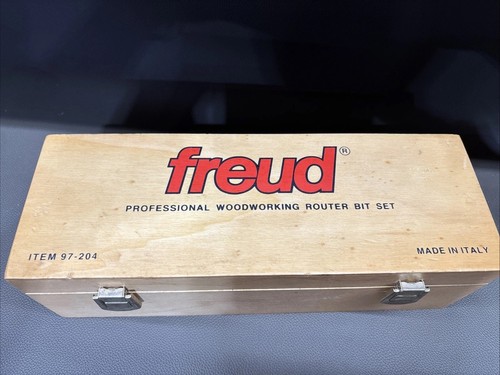 freud®
PROFESSIONAL WOODWORKING ROUTER BIT SET
ITEM 97-204
MADE IN ITALY